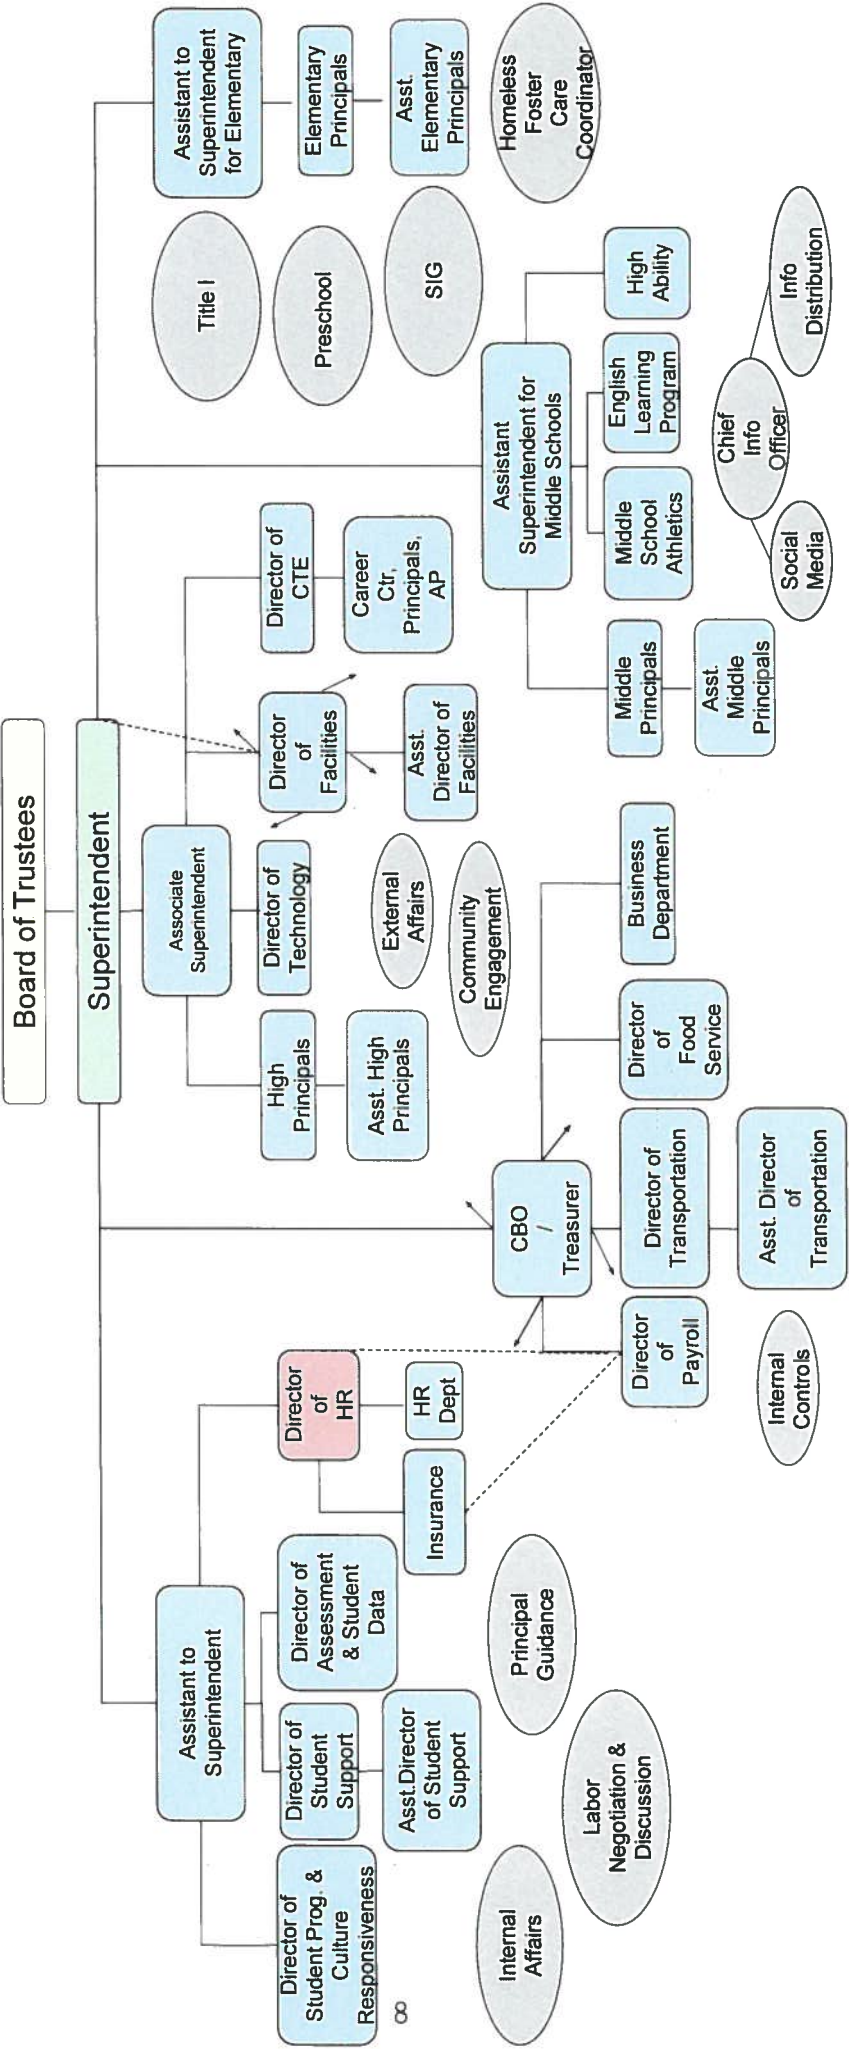 Board of Trustees
Superintendent
Assistant to
Superintendent
Director of
Student Prog. &
Culture
Responsiveness
Director of
Student
Support
Asst.Director
of Student
Support
Director of
Assessment
& Student
Data
Director
of
HR
Insurance
HR
Dept
Internal
Affairs
Labor
Negotiation &
Discussion
Principal
Guidance
CBO
/
Treasurer
Director
of
Payroll
Director of
Transportation
Asst. Director
of
Transportation
Director
of
Food
Service
Business
Department
Internal
Controls
Associate
Superintendent
High
Principals
Asst. High
Principals
Director of
Technology
Director
of
Facilities
Asst.
Director of
Facilities
Director of
CTE
Career
Ctr,
Principals,
AP
External
Affairs
Community
Engagement
Assistant
Superintendent for
Middle Schools
Middle
Principals
Asst.
Middle
Principals
Middle
School
Athletics
English
Learning
Program
High
Ability
Social
Media
Chief
Info
Officer
Info
Distribution
Assistant to
Superintendent
for Elementary
Elementary
Principals
Asst.
Elementary
Principals
Title I
Preschool
SIG
Homeless
Foster
Care
Coordinator
8